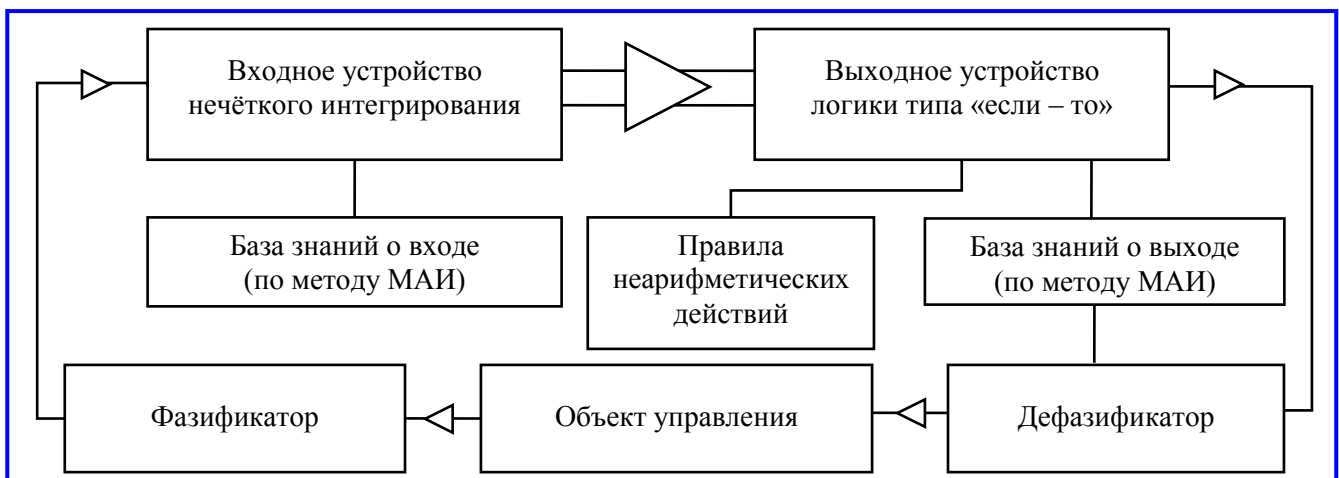 Входное устройство
нечёткого интегрирования
Выходное устройство
логики типа «если – то»
База знаний о входе
(по методу МАИ)
Правила
неарифметических
действий
База знаний о выходе
(по методу МАИ)
Фазификатор
Объект управления
Дефазификатор